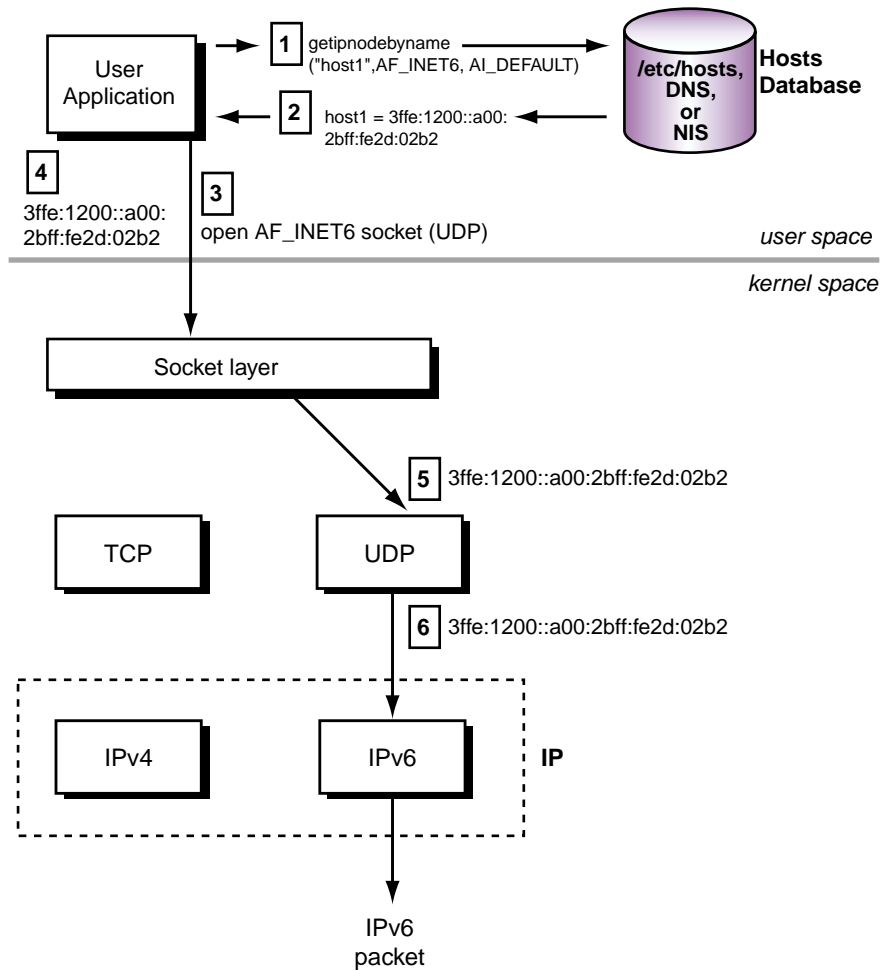 User
Application
1
getipnodebyname
("host1",AF_INET6, AI_DEFAULT)
/etc/hosts,
DNS,
or
NIS
Hosts
Database
2
host1 = 3ffe:1200::a00:
2bff:fe2d:02b2
4
3ffe:1200::a00:
2bff:fe2d:02b2
3
open AF_INET6 socket (UDP)
user space
kernel space
Socket layer
5
3ffe:1200::a00:2bff:fe2d:02b2
TCP
UDP
6
3ffe:1200::a00:2bff:fe2d:02b2
IPv4
IPv6
IP
IPv6
packet